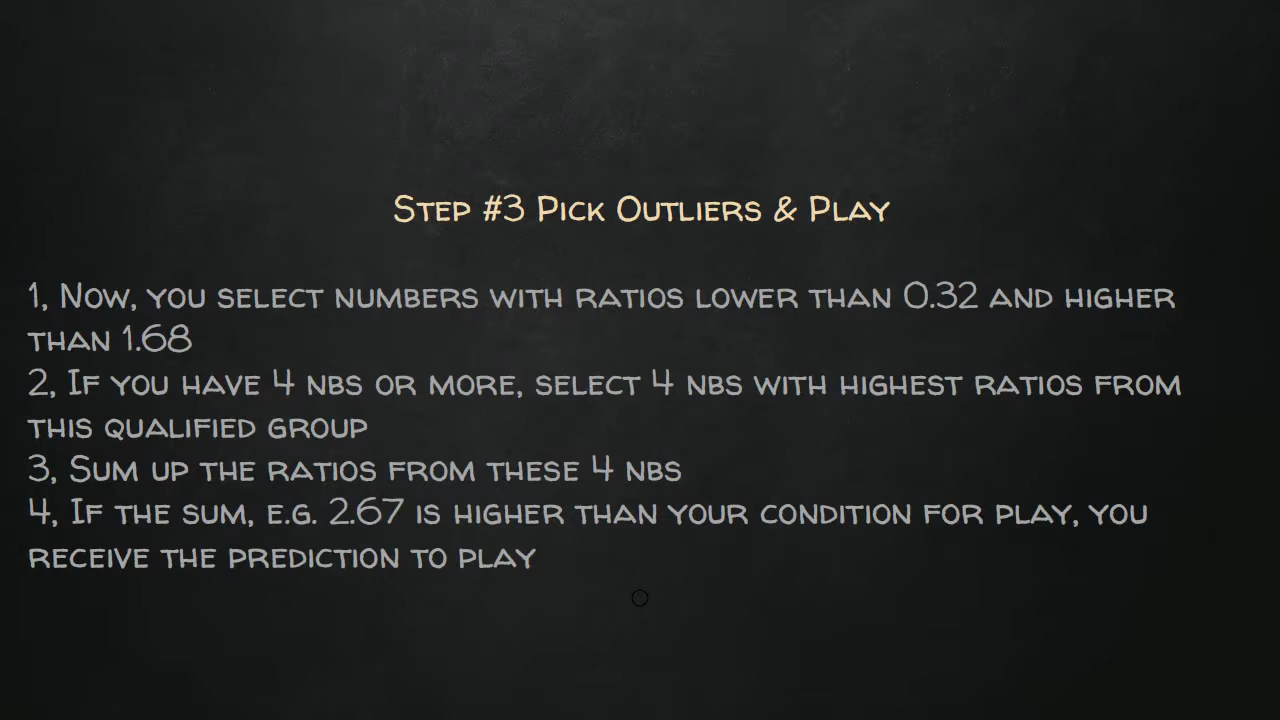 Step #3 Pick Outliers & Play
1, Now, you select numbers with ratios lower than 0.32 and higher
than 1.68
2, If you have 4 nbs or more, select 4 nbs with highest ratios from
this qualified group
3, Sum up the ratios from these 4 nbs
4, If the sum, e.g. 2.67 is higher than your condition for play, you
receive the prediction to play